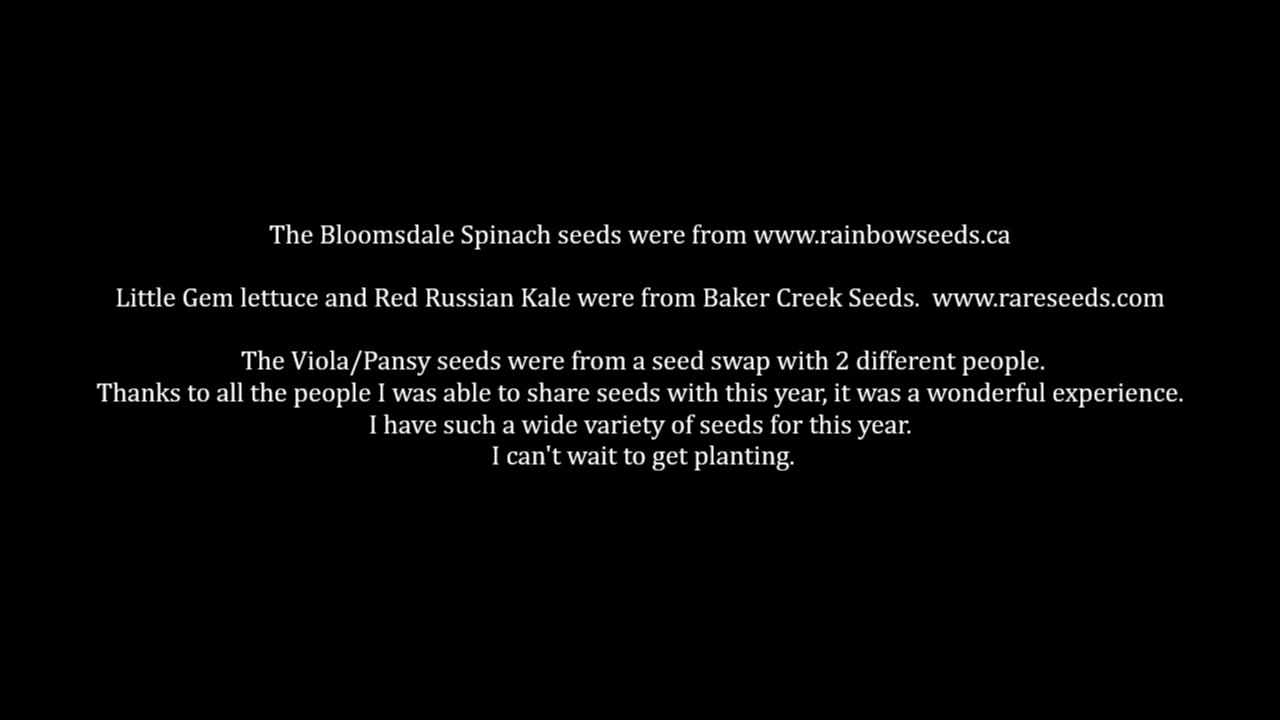 The Bloomsdale Spinach seeds were from www.rainbowseeds.ca
Little Gem lettuce and Red Russian Kale were from Baker Creek Seeds.  www.rareseeds.com
The Viola/Pansy seeds were from a seed swap with 2 different people.
Thanks to all the people I was able to share seeds with this year, it was a wonderful experience.
I have such a wide variety of seeds for this year.
I can't wait to get planting.